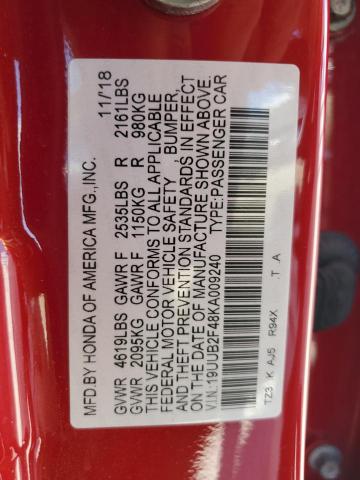 MFD BY HONDA OF AMERICA MFG.,INC. 11/'18
GVWR 4619LBS GAWR F 2535LBS R 2161LBS
GVWR 2095KG GAWR F 1150KG R 980KG
THIS VEHICLE CONFORMS TO ALL APPLICABLE
FEDERAL MOTOR VEHICLE SAFETY , BUMPER,
AND THEFT PREVENTION STANDARDS IN EFFECT
ON THE DATE OF MANUFACTURE SHOWN ABOVE.
V.I.N.:19UUB2F48KA009240 TYPE:PASSENGER CAR
TZ3 K AJ5 R94X T A